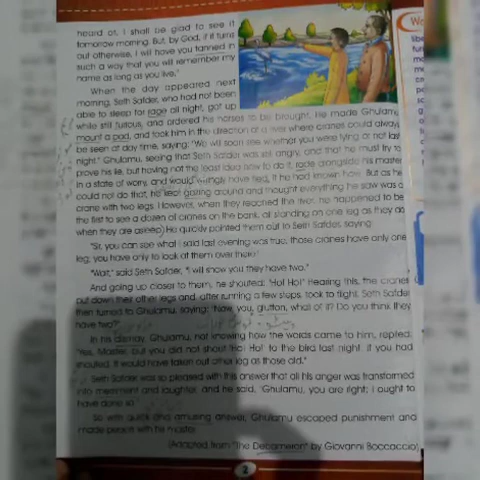 heard of, I shall be glad to see it
tomorrow morning. But, by God, if it turns
out otherwise, I will have you tanned in
such a way that you will remember my
name as long as you live."
When the day appeared next
morning, Seth Safder, who had not been
able to sleep for rage all night, got up
while still furious, and ordered his horses to be brought. He made Ghulamu
mount a pad, and took him in the direction of a river where cranes could always
be seen at day time, saying: "We will soon see whether you were lying or not last
night." Ghulamu, seeing that Seth Safder was still angry, and that he must try to
prove his lie, but having not the least idea how to do it, rode alongside his master
in a state of worry, and would willingly have fled, if he had known how. But as he
could not do that, he kept gazing around and thought everything he saw was a
crane with two legs. However, when they reached the river, he happened to be
the first to see a dozen of cranes on the bank, all standing on one leg as they do
when they are asleep. He quickly pointed them out to Seth Safder, saying:
"Sir, you can see what I said last evening was true, those cranes have only one
leg, you have only to look at them over there."
"Wait," said Seth Safder, "I will show you they have two."
And going up closer to them, he shouted: "Ho! Ho!" Hearing this, the cranes
put down their other legs and, after running a few steps, took to flight. Seth Safder
then turned to Ghulamu, saying: "Now, you, glutton, what of it? Do you think they
have two?"
In his dismay, Ghulamu, not knowing how the words came to him, replied:
"Yes, Master, but you did not shout 'Ho! Ho!' to the bird last night. If you had
shouted, it would have taken out other leg as those did."
Seth Safder was so pleased with this answer that all his anger was transformed
into merriment and laughter, and he said, "Ghulamu, you are right; I ought to
have done so."
So with quick and amusing answer, Ghulamu escaped punishment and
made peace with his master.
(Adapted from "The Decameron" by Giovanni Boccaccio)
2